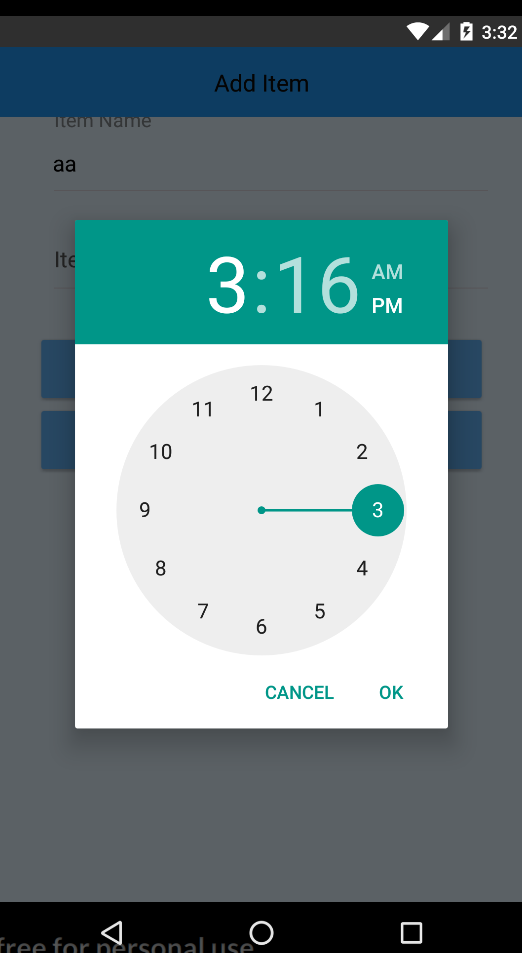 3:32
Add Item
Item Name
aa
Ite
3:16
AM
PM
12
11 1
10 2
9 3
8 4
7 5
6
CANCEL OK
free for personal use